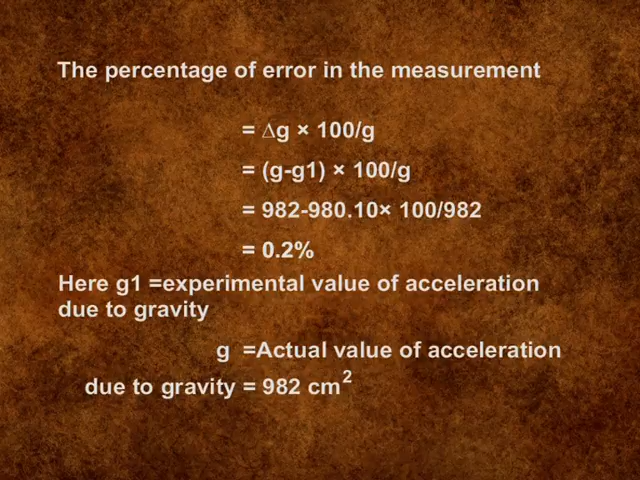 The percentage of error in the measurement
= ∆g × 100/g
= (g-g1) × 100/g
= 982-980.10× 100/982
= 0.2%
Here g1 =experimental value of acceleration
due to gravity
g =Actual value of acceleration
due to gravity = 982 cm²